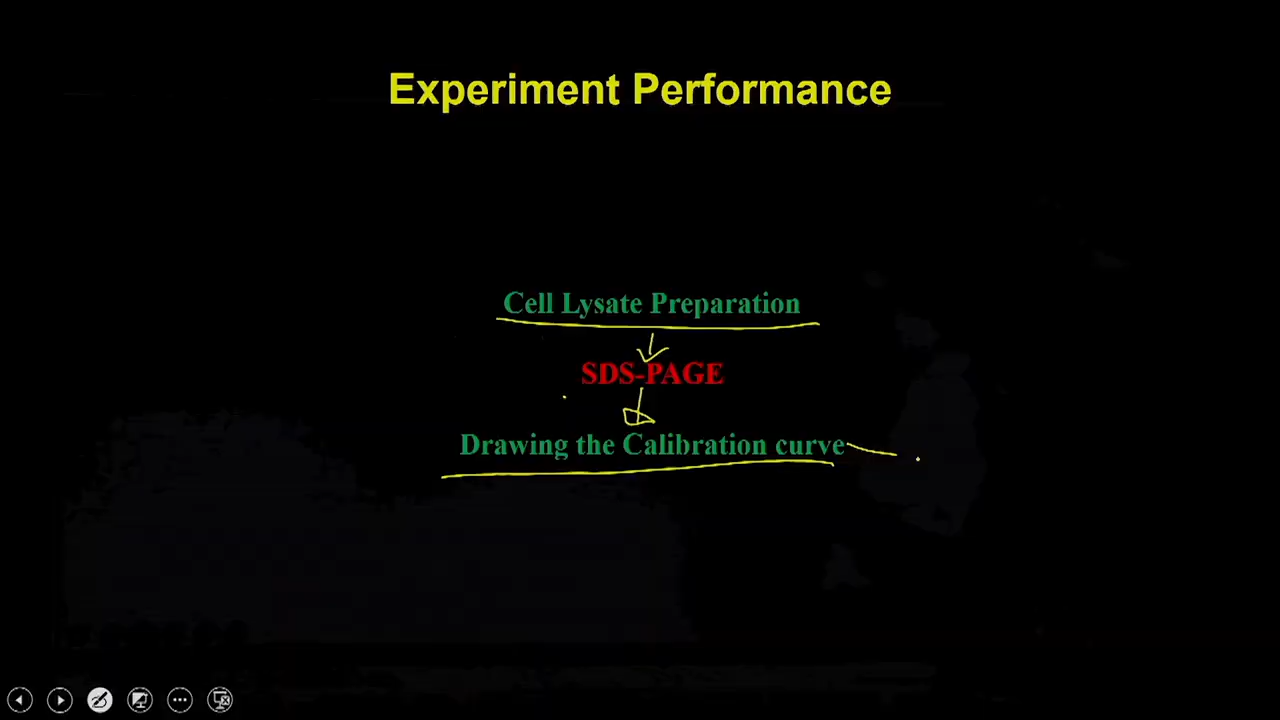 Experiment Performance
Cell Lysate Preparation
SDS-PAGE
Drawing the Calibration curve